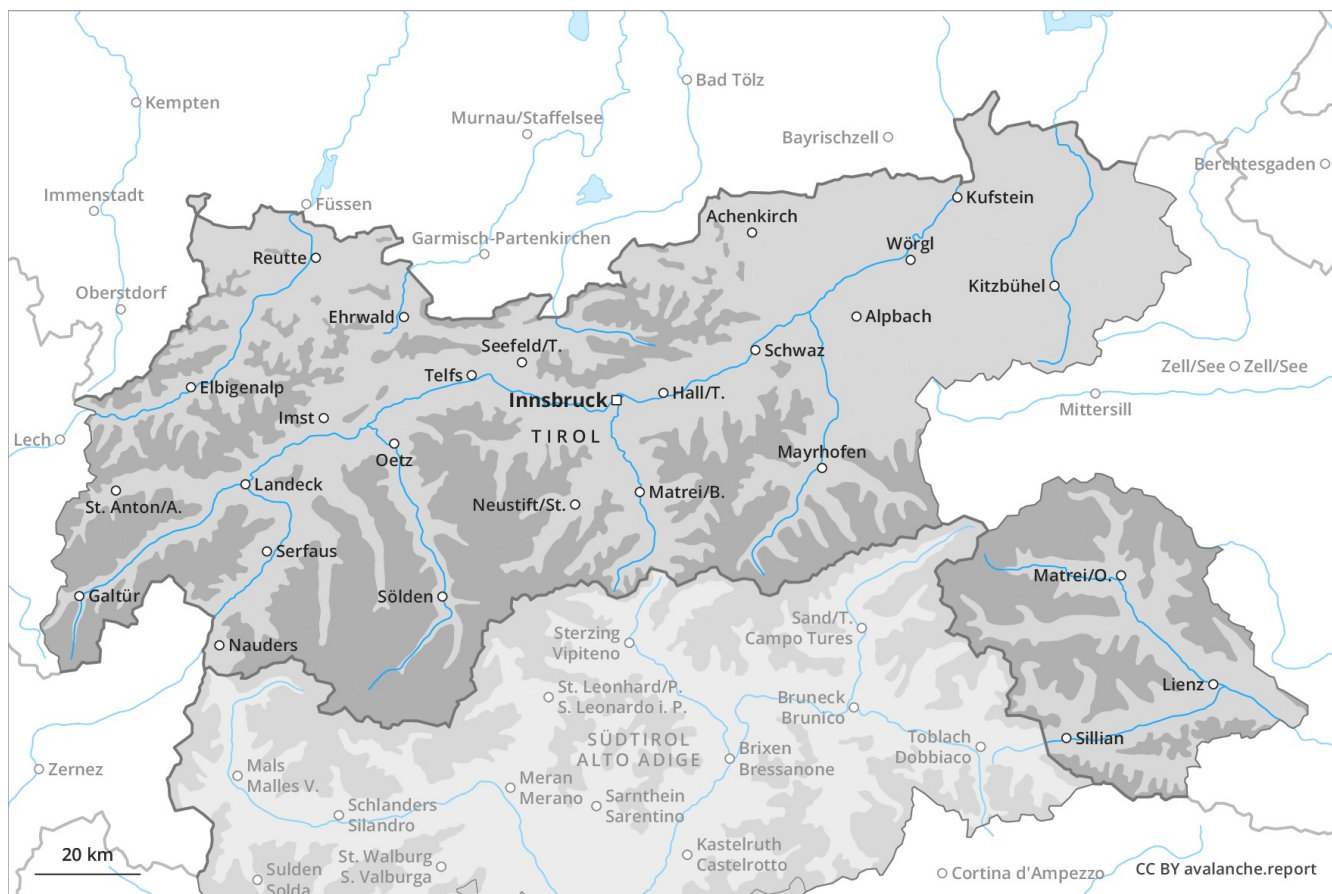 Kempten
Bad Tölz
Murnau/Staffelsee
Bayrischzell
Berchtesgaden
Immenstadt
Füssen
Kufstein
Achenkirch
Garmisch-Partenkirchen
Wörgl
Reutte
Kitzbühel
Oberstdorf
Ehrwald
Alpbach
Seefeld/T.
Schwaz
Telfs
Zell/See
Zell/See
Elbigenalp
Innsbruck
Hall/T.
Mittersill
Imst
TIROL
Lech
Oetz
Mayrhofen
Landeck
Matrei/B.
St. Anton/A.
Neustift/St.
Serfaus
Matrei/O.
Galtür
Sölden
Sterzing
Vipiteno
Sand/T.
Campo Tures
Nauders
Lienz
St. Leonhard/P.
S. Leonardo i. P.
Bruneck
Brunico
Sillian
SÜDTIROL
ALTO ADIGE
Toblach
Dobbiaco
Brixen
Bressanone
Zernez
Mals
Malles V.
Meran
Merano
Sarnthein
Sarentino
Schlanders
Silandro
Kastelruth
Castelrotto
20 km
St. Walburg
S. Valburga
Sulden
Solda
Cortina d'Ampezzo
CC BY avalanche.report